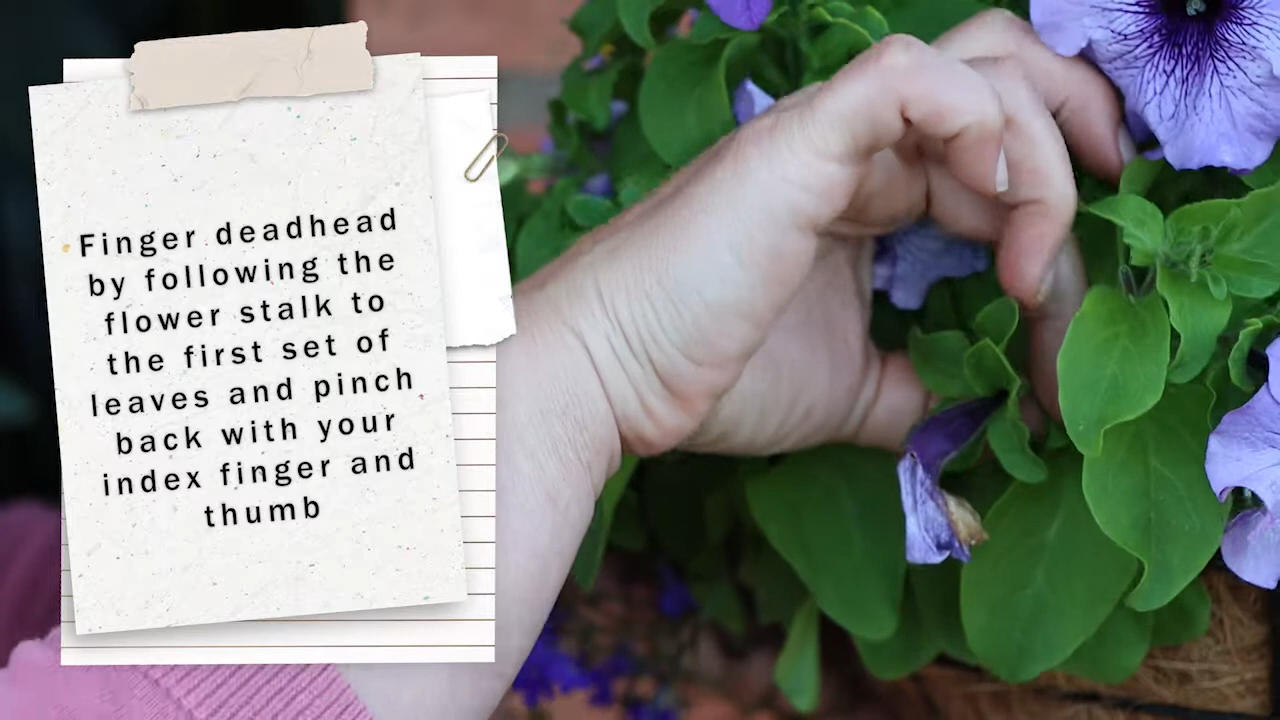 Finger deadhead
by following the
flower stalk to
the first set of
leaves and pinch
back with your
index finger and
thumb